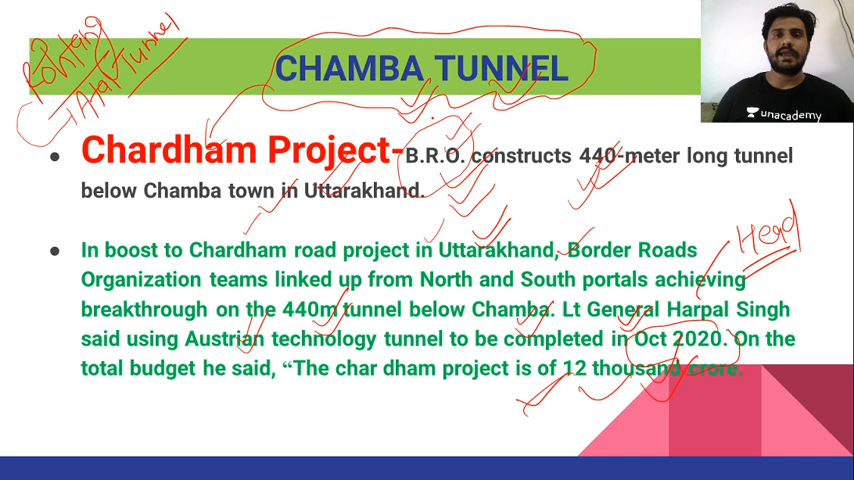 Rohtang
→ Atal Tunnel
CHAMBA TUNNEL
unacademy
• Chardham Project-B.R.O. constructs 440-meter long tunnel
below Chamba town in Uttarakhand.
• In boost to Chardham road project in Uttarakhand, Border Roads
Organization teams linked up from North and South portals achieving
breakthrough on the 440m tunnel below Chamba. Lt General Harpal Singh
said using Austrian technology tunnel to be completed in Oct 2020. On the
total budget he said, “The char dham project is of 12 thousand crore.
Head